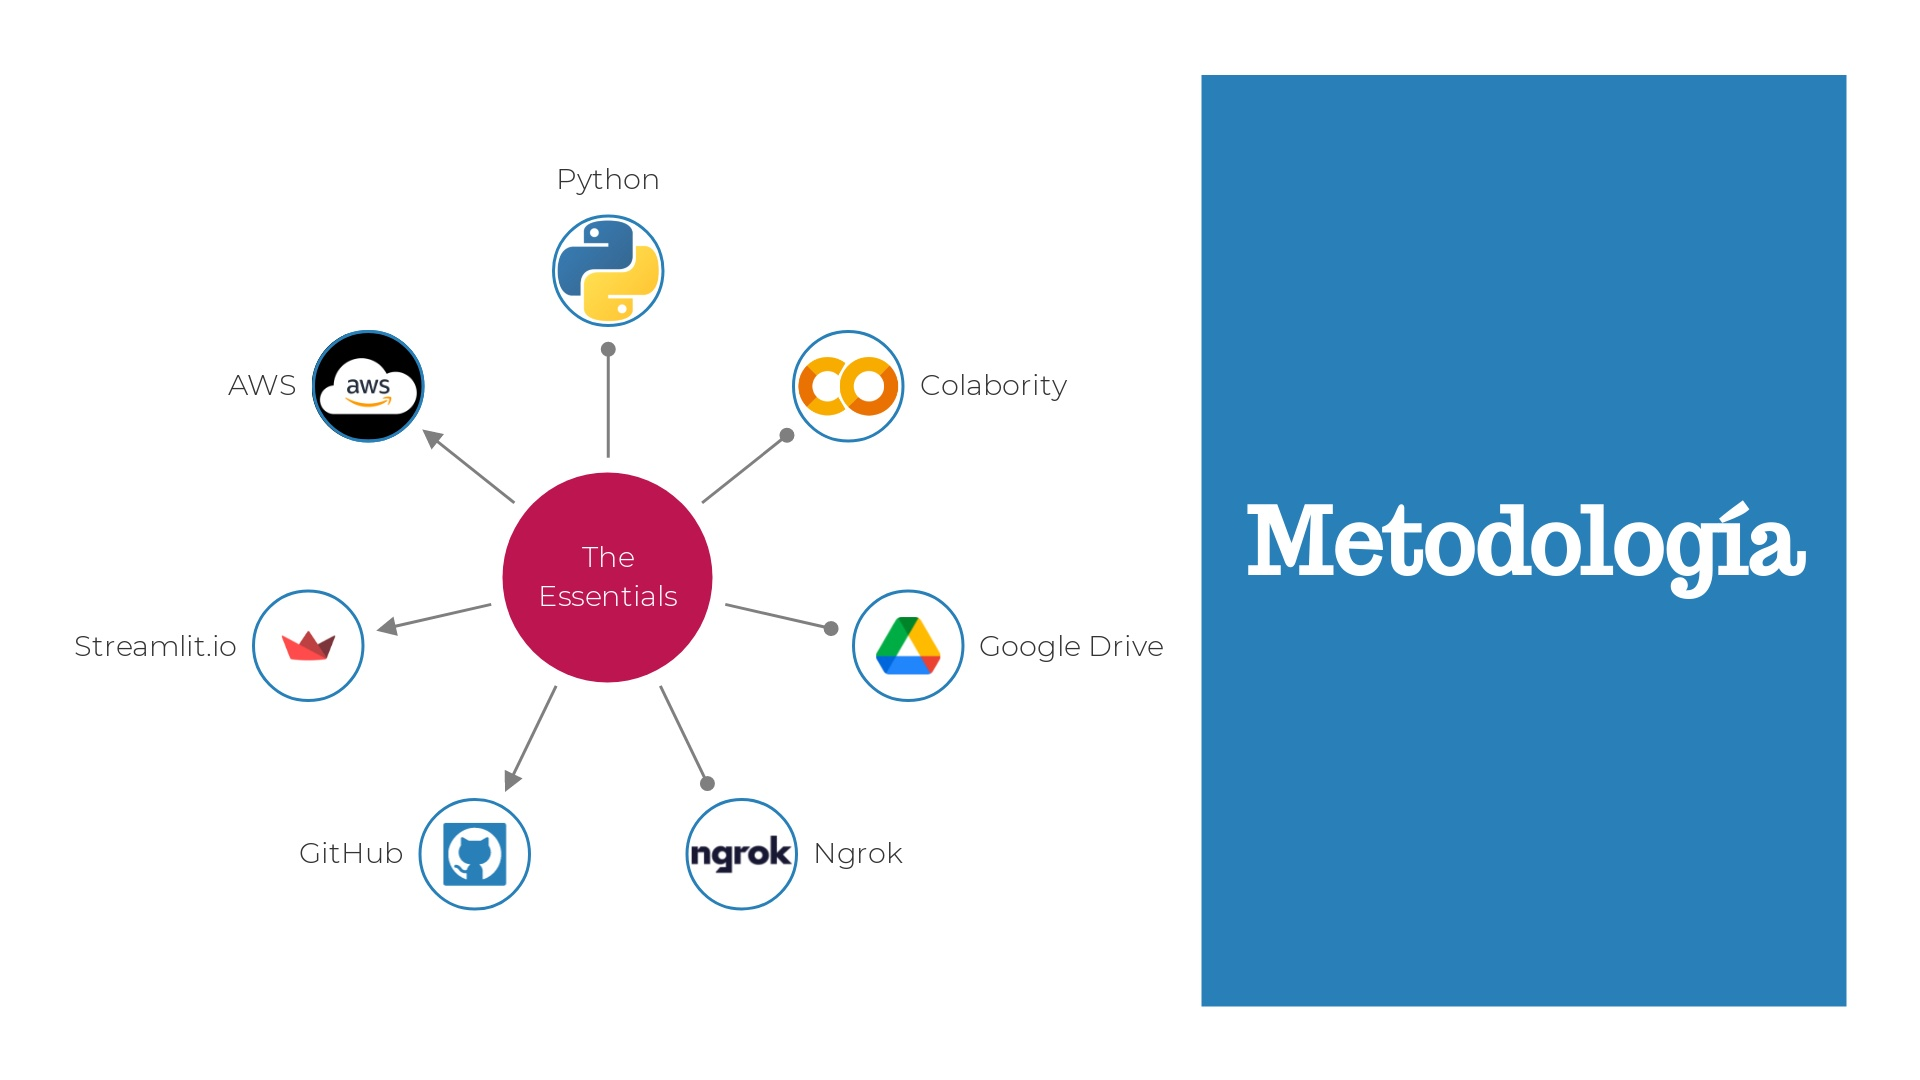 Python
AWS
aws
Colabority
The
Essentials
Streamlit.io
Google Drive
GitHub
ngrok
Ngrok
Metodología